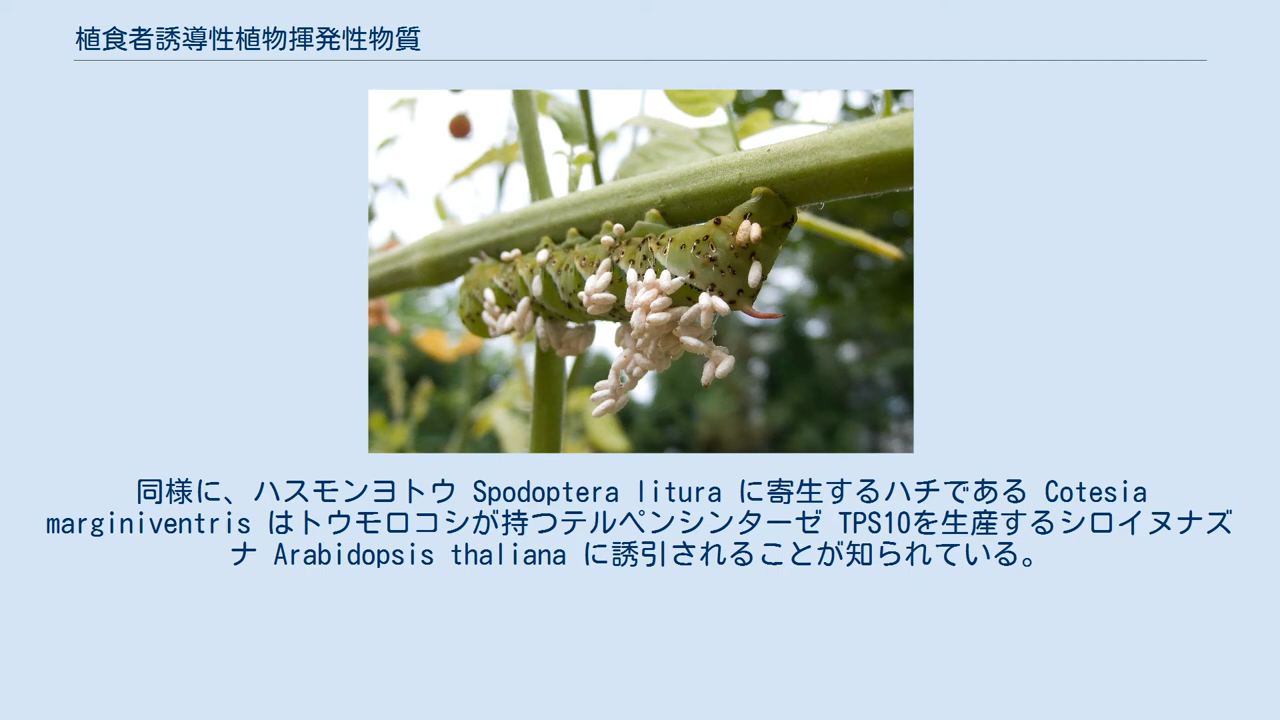 植食者誘導性植物揮発性物質
同様に、ハスモンヨトウ Spodoptera litura に寄生するハチである Cotesia
marginiventris はトウモロコシが持つテルペンシンターゼ TPS10を生産するシロイヌナズ
ナ Arabidopsis thaliana に誘引されることが知られている。